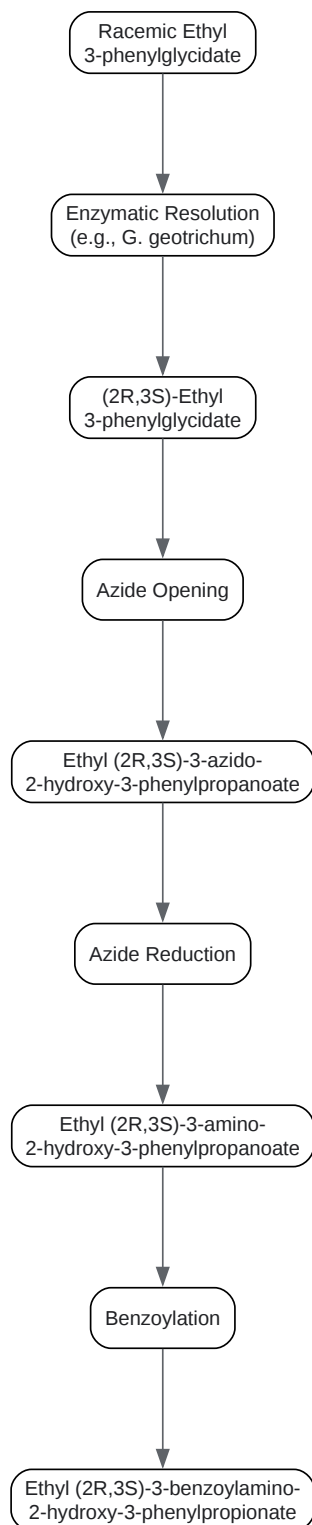 Racemic Ethyl
3-phenylglycidate
Enzymatic Resolution
(e.g., G. geotrichum)
(2R,3S)-Ethyl
3-phenylglycidate
Azide Opening
Ethyl (2R,3S)-3-azido-
2-hydroxy-3-phenylpropanoate
Azide Reduction
Ethyl (2R,3S)-3-amino-
2-hydroxy-3-phenylpropanoate
Benzoylation
Ethyl (2R,3S)-3-benzoylamino-
2-hydroxy-3-phenylpropionate